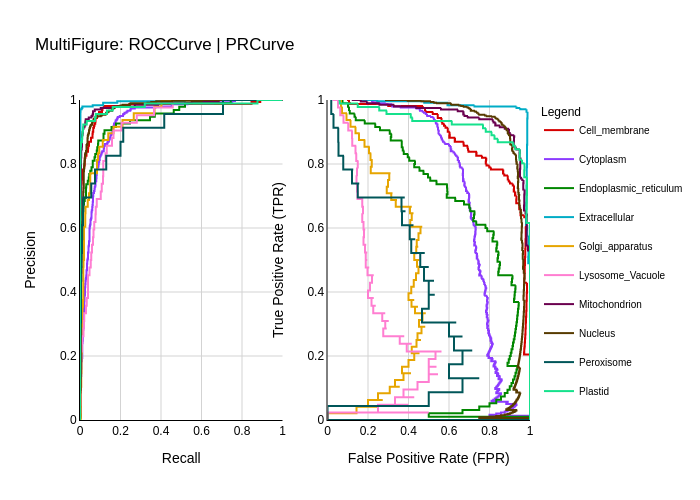 MultiFigure: ROCCurve | PRCurve
Precision
1
0.8
0.6
0.4
0.2
0
0 0.2 0.4 0.6 0.8 1
Recall
True Positive Rate (TPR)
1
0.8
0.6
0.4
0.2
0
0 0.2 0.4 0.6 0.8 1
False Positive Rate (FPR)
Legend
Cell_membrane
Cytoplasm
Endoplasmic_reticulum
Extracellular
Golgi_apparatus
Lysosome_Vacuole
Mitochondrion
Nucleus
Peroxisome
Plastid